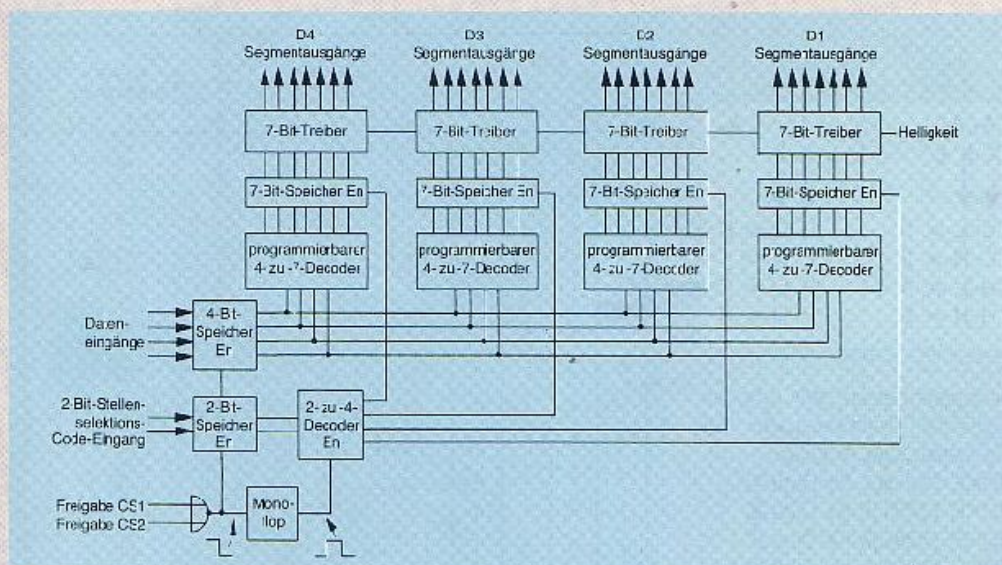 D4
Segmentausgänge
D3
Segmentausgänge
D2
Segmentausgänge
D1
Segmentausgänge
7-Bit-Treiber
7-Bit-Treiber
7-Bit-Treiber
7-Bit-Treiber
Helligkeit
7-Bit-Speicher En
7-Bit-Speicher En
7-Bit-Speicher En
7-Bit-Speicher En
programmierbarer
4-zu-7-Decoder
programmierbarer
4-zu-7-Decoder
programmierbarer
4-zu-7-Decoder
programmierbarer
4-zu-7-Decoder
Daten-
eingänge
4-Bit-
Speicher
En
2-Bit-Stellen-
selektions-
Code-Eingang
2-Bit-
Speicher
En
2-zu-4-
Decoder
En
Freigabe CS1
Freigabe CS2
Mono-
flop